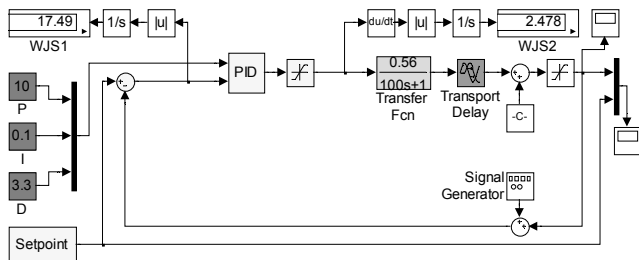 17.49
1/s
|u|
WJS1
du/dt
|u|
1/s
2.478
WJS2
PID
0.56
100s+1
Transfer
Fcn
Transport
Delay
-C-
10
P
0.1
I
3.3
D
Signal
Generator
Setpoint